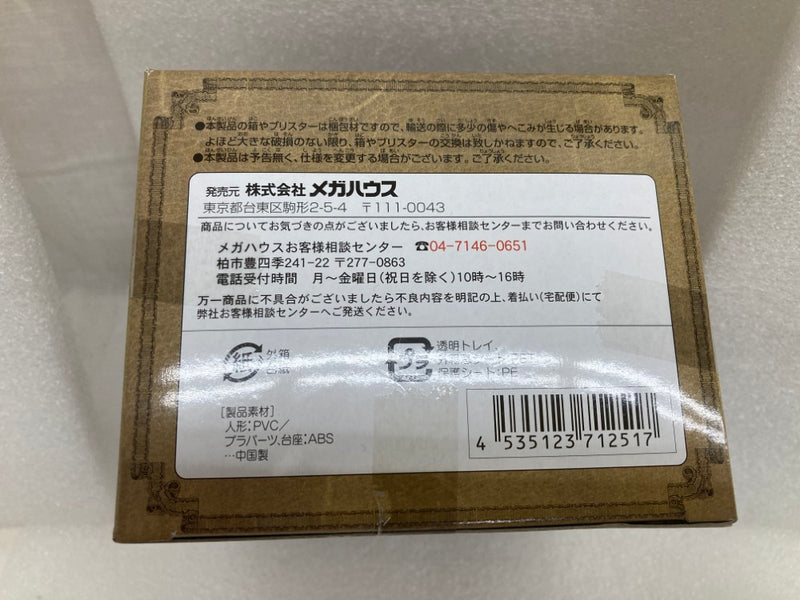 ●本製品の箱やブリスターは梱包材ですので、輸送の際に多少の傷やへこみが生じる場合があります。
よほど大きな破損のない限り、箱やブリスターの交換は致しかねますので、ご了承ください。
●本製品は予告無く、仕様を変更する場合がございます。ご了承ください。
発売元 株式会社 メガハウス
東京都台東区駒形2-5-4 〒111-0043
商品についてお気づきの点がございましたら、お客様相談センターまでお問い合わせください。
メガハウスお客様相談センター ☎04-7146-0651
柏市豊四季241-22 〒277-0863
電話受付時間 月〜金曜日(祝日を除く)10時〜16時
万一商品に不具合がございましたら不良内容を明記の上、着払い(宅配便)にて
弊社お客様相談センターへご発送ください。
紙 外箱
プラ 透明トレイ、
保護シート:PE
[製品素材]
人形:PVC/
プラパーツ、台座:ABS
…中国製
4 535123 712517